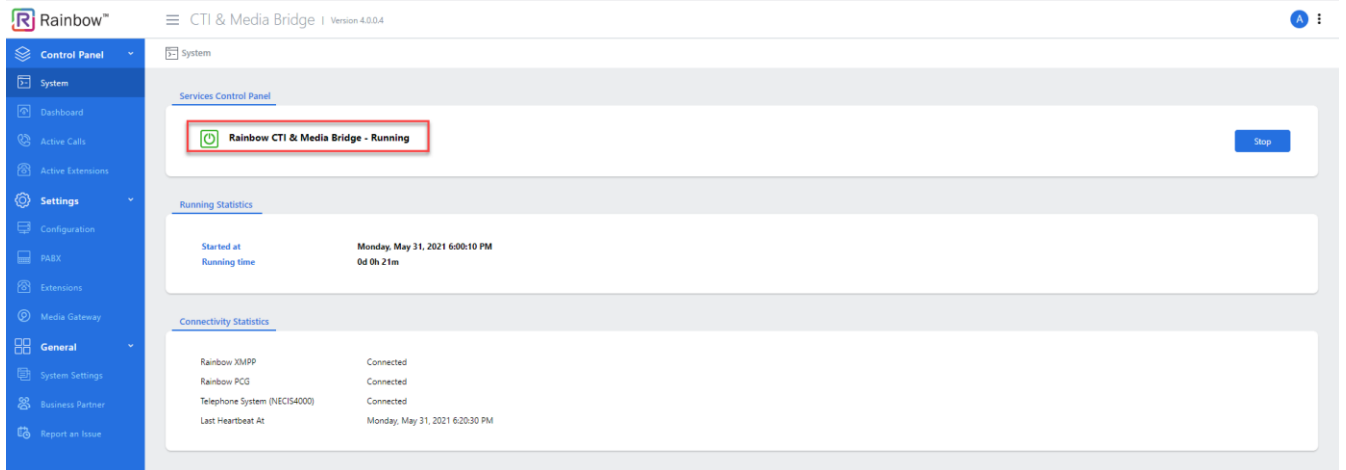 Rainbow™
CTI & Media Bridge | Version 4.0.0.4
A
Control Panel
System
Dashboard
Active Calls
Active Extensions
Settings
Configuration
PABX
Extensions
Media Gateway
General
System Settings
Business Partner
Report an Issue
System
Services Control Panel
Rainbow CTI & Media Bridge - Running
Stop
Running Statistics
Started at Monday, May 31, 2021 6:00:10 PM
Running time 0d 0h 21m
Connectivity Statistics
Rainbow XMPP Connected
Rainbow PCG Connected
Telephone System (NECIS4000) Connected
Last Heartbeat At Monday, May 31, 2021 6:20:30 PM